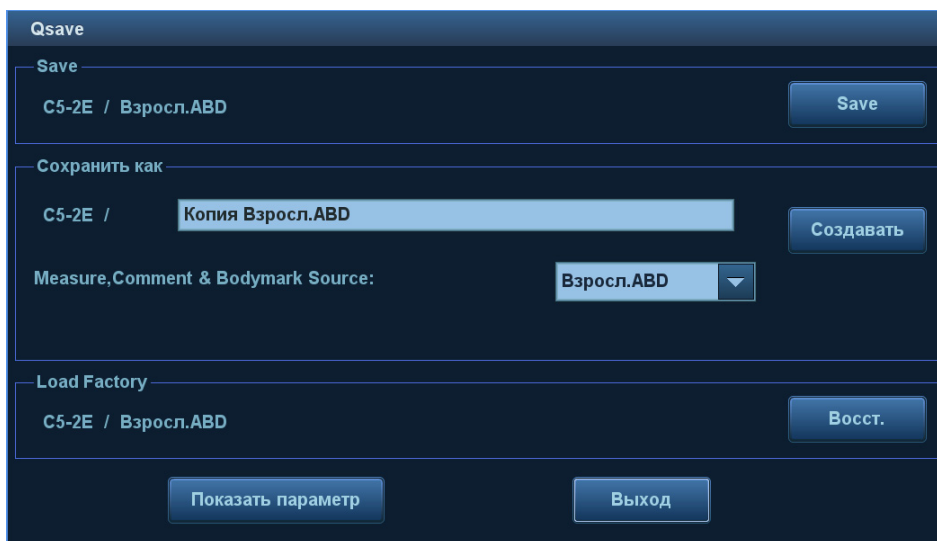 Qsave
Save
C5-2E / Взросл.ABD
Save
Сохранить как
C5-2E / Копия Взросл.ABD
Создавать
Measure,Comment & Bodymark Source: Взросл.ABD
Load Factory
C5-2E / Взросл.ABD
Восст.
Показать параметр Выход